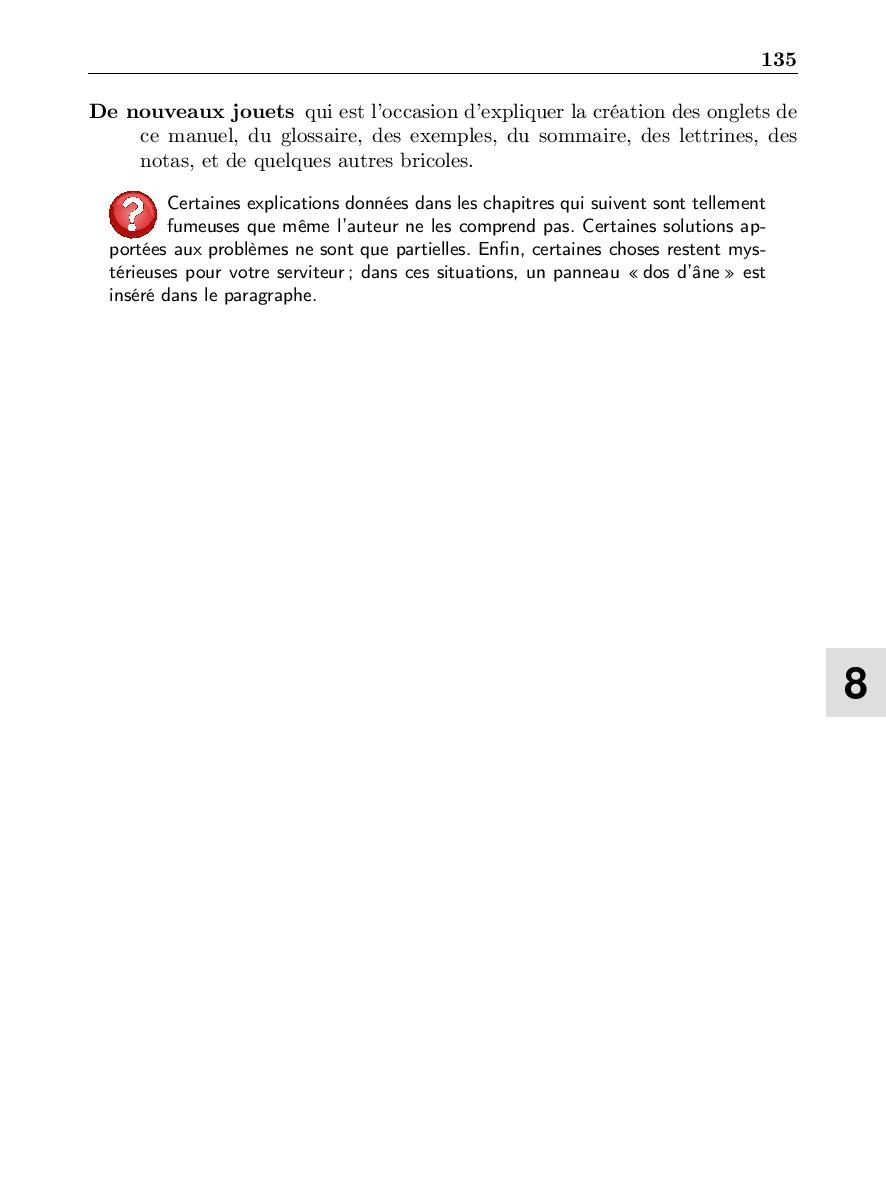 135
De nouveaux jouets qui est l'occasion d'expliquer la création des onglets de
ce manuel, du glossaire, des exemples, du sommaire, des lettrines, des
notas, et de quelques autres bricoles.
? Certaines explications données dans les chapitres qui suivent sont tellement
fumeuses que même l'auteur ne les comprend pas. Certaines solutions ap-
portées aux problèmes ne sont que partielles. Enfin, certaines choses restent mys-
térieuses pour votre serviteur ; dans ces situations, un panneau « dos d'âne » est
inséré dans le paragraphe.
8